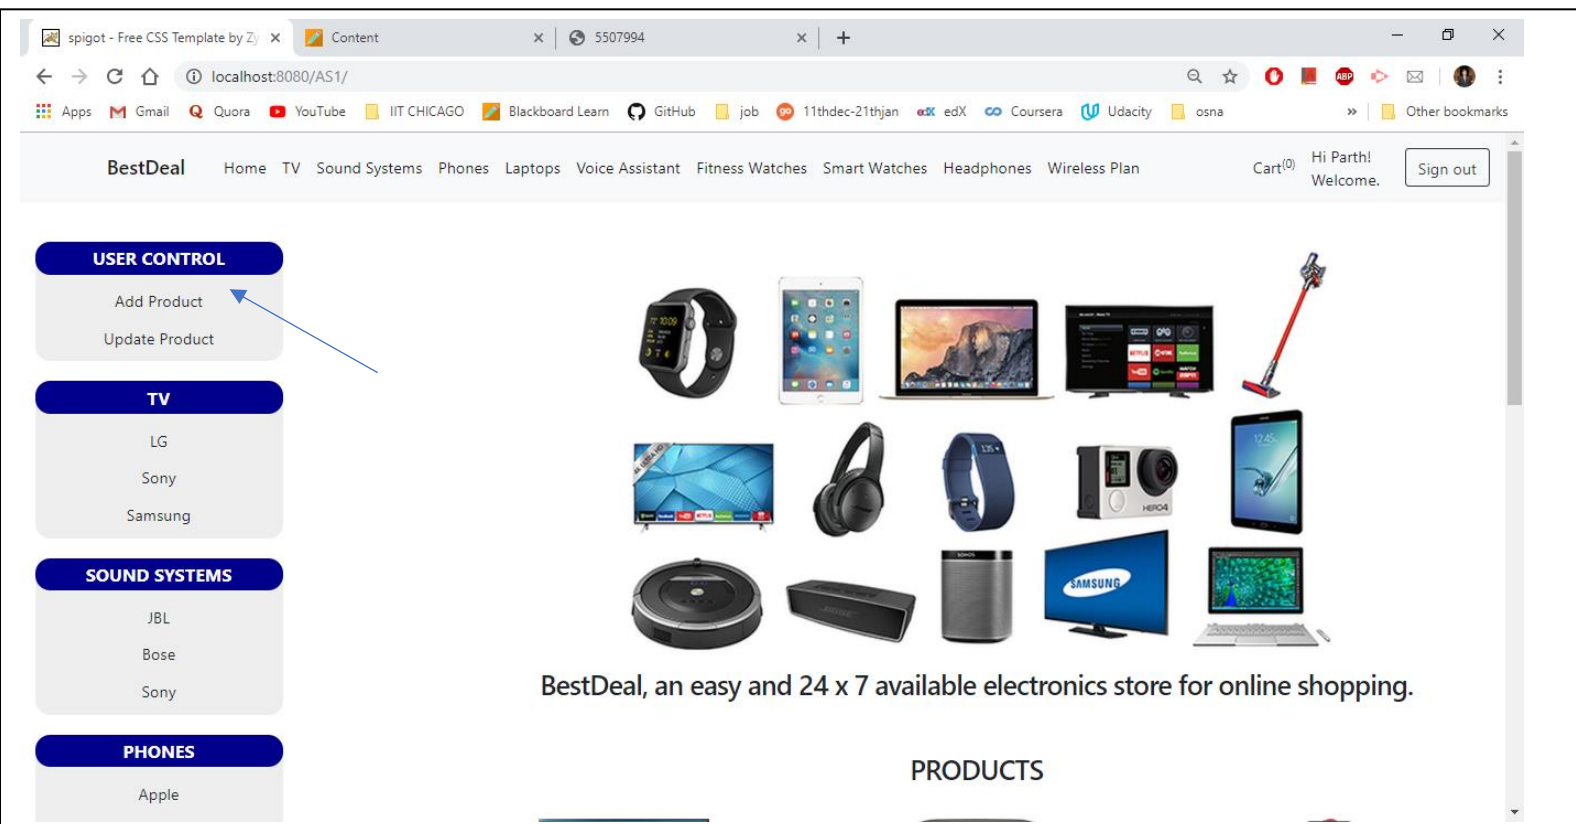 spigot - Free CSS Template by Zy
Content
5507994
localhost:8080/AS1/
Apps Gmail Quora YouTube IIT CHICAGO Blackboard Learn GitHub job 11thdec-21thjan edX Coursera Udacity osna » Other bookmarks
BestDeal Home TV Sound Systems Phones Laptops Voice Assistant Fitness Watches Smart Watches Headphones Wireless Plan Cart(0) Hi Parth! Sign out
Welcome.
USER CONTROL
Add Product
Update Product
TV
LG
Sony
Samsung
SOUND SYSTEMS
JBL
Bose
Sony
PHONES
Apple
HERO4
SONOS
BOSE
SAMSUNG
BestDeal, an easy and 24 x 7 available electronics store for online shopping.
PRODUCTS